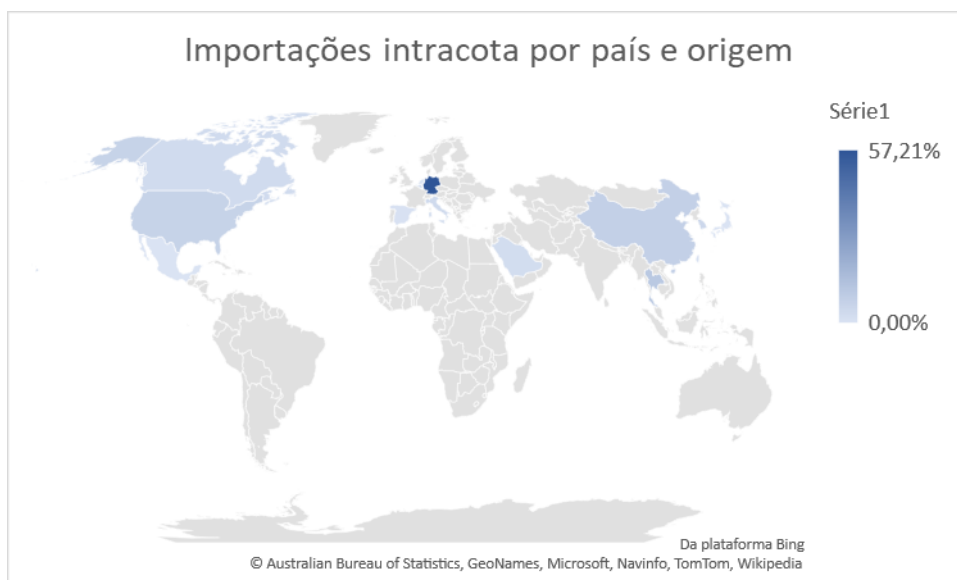 Importações intracota por país e origem
Série1
57,21%
0,00%
Da plataforma Bing
© Australian Bureau of Statistics, GeoNames, Microsoft, Navinfo, TomTom, Wikipedia